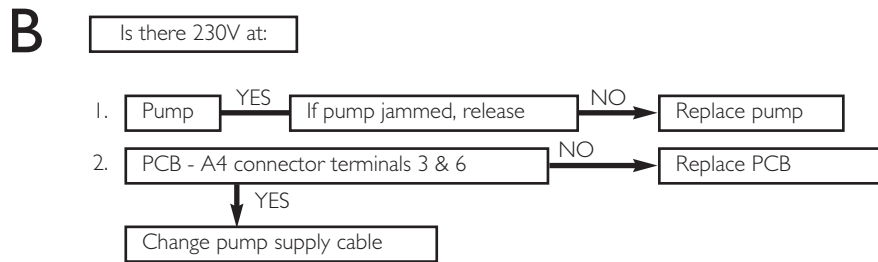 B Is there 230V at:
1. Pump YES If pump jammed, release NO Replace pump
2. PCB - A4 connector terminals 3 & 6 NO Replace PCB
YES
Change pump supply cable